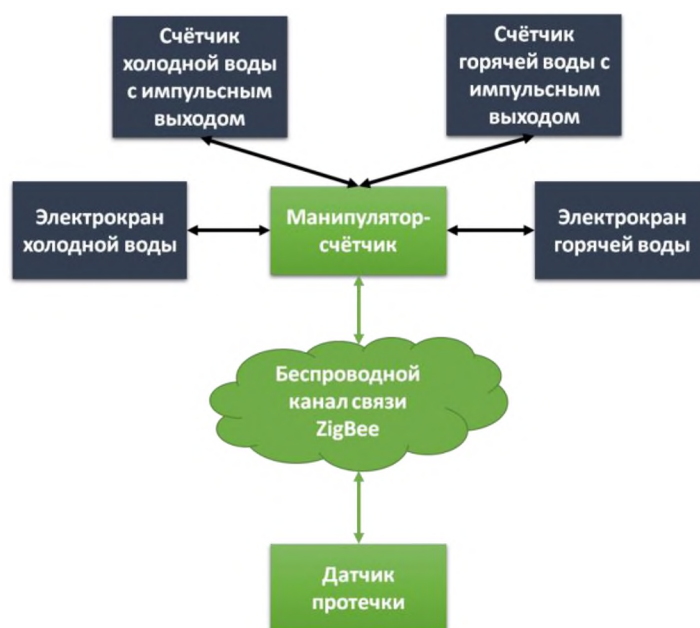 Счётчик
холодной воды
с импульсным
выходом
Счётчик
горячей воды с
импульсным
выходом
Электрокран
холодной воды
Манипулятор-
счётчик
Электрокран
горячей воды
Беспроводной
канал связи
ZigBee
Датчик
протечки